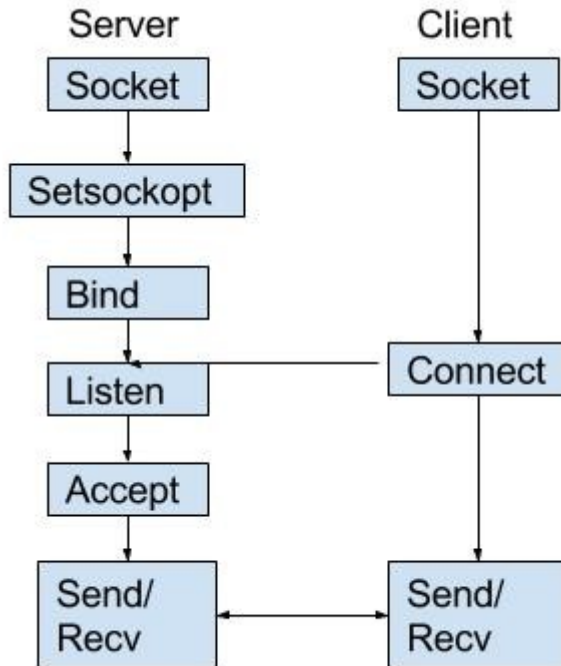 Server
Client
Socket
Socket
Setsockopt
Bind
Listen
Connect
Accept
Send/
Recv
Send/
Recv